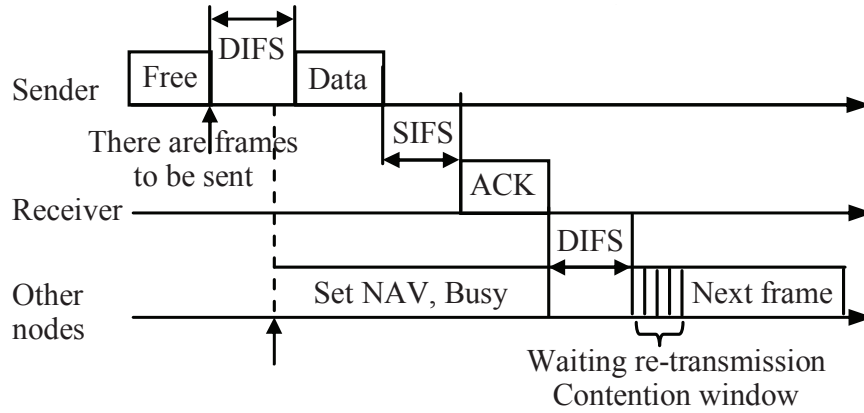 DIFS
Free
Data
Sender
There are frames
to be sent
SIFS
ACK
Receiver
DIFS
Other
nodes
Set NAV, Busy
Next frame
Waiting re-transmission
Contention window